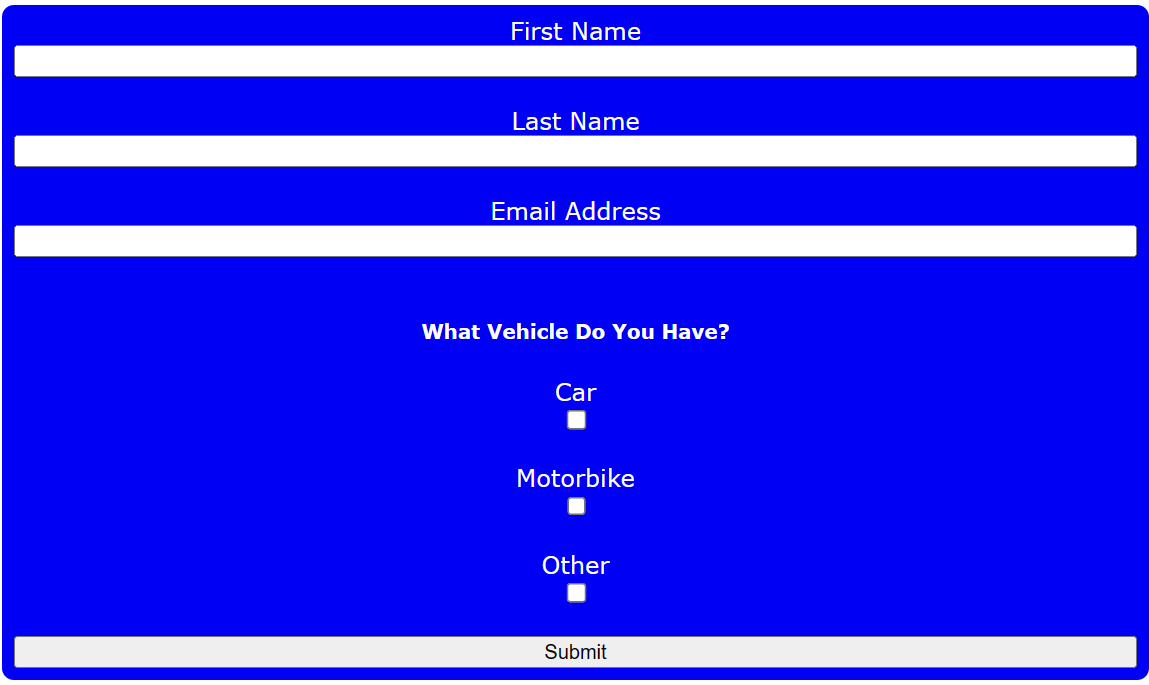 First Name
Last Name
Email Address
What Vehicle Do You Have?
Car
Motorbike
Other
Submit